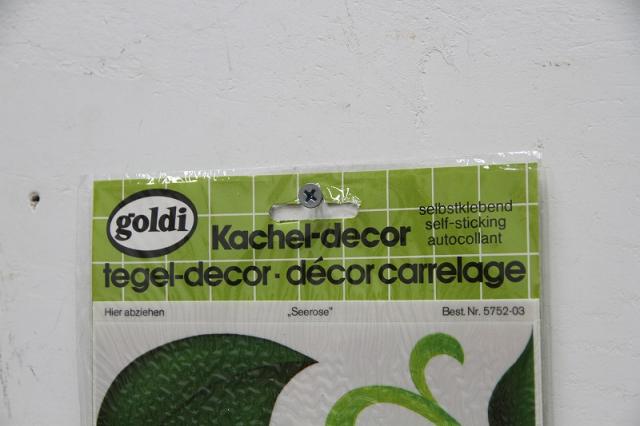 goldi
Kachel-decor
selbstklebend
self-sticking
autocollant
tegel-decor · décor carrelage
Hier abziehen
„Seerose"
Best. Nr. 5752-03